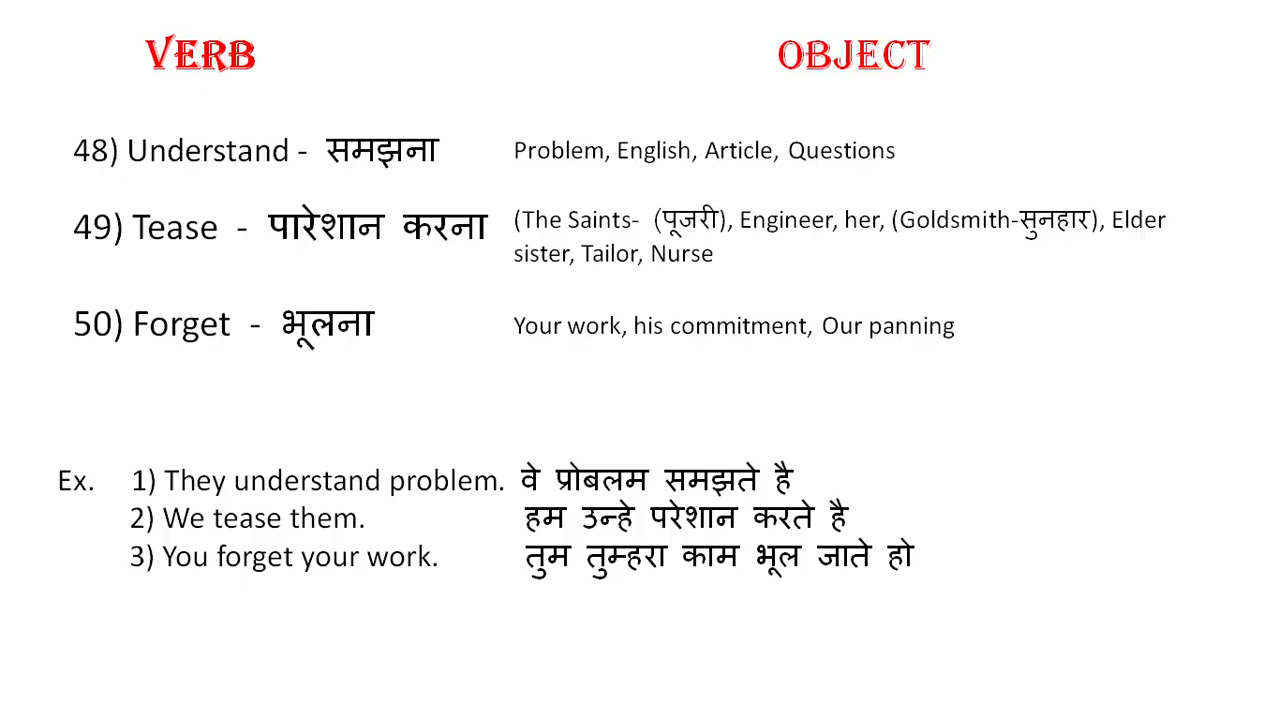 VERB OBJECT
48) Understand - समझना Problem, English, Article, Questions
49) Tease - पारेशान करना (The Saints- (पूजरी), Engineer, her, (Goldsmith-सुनहार), Elder
sister, Tailor, Nurse
50) Forget - भूलना Your work, his commitment, Our panning
Ex. 1) They understand problem. वे प्रोबलम समझते है
2) We tease them. हम उन्हे परेशान करते है
3) You forget your work. तुम तुम्हरा काम भूल जाते हो